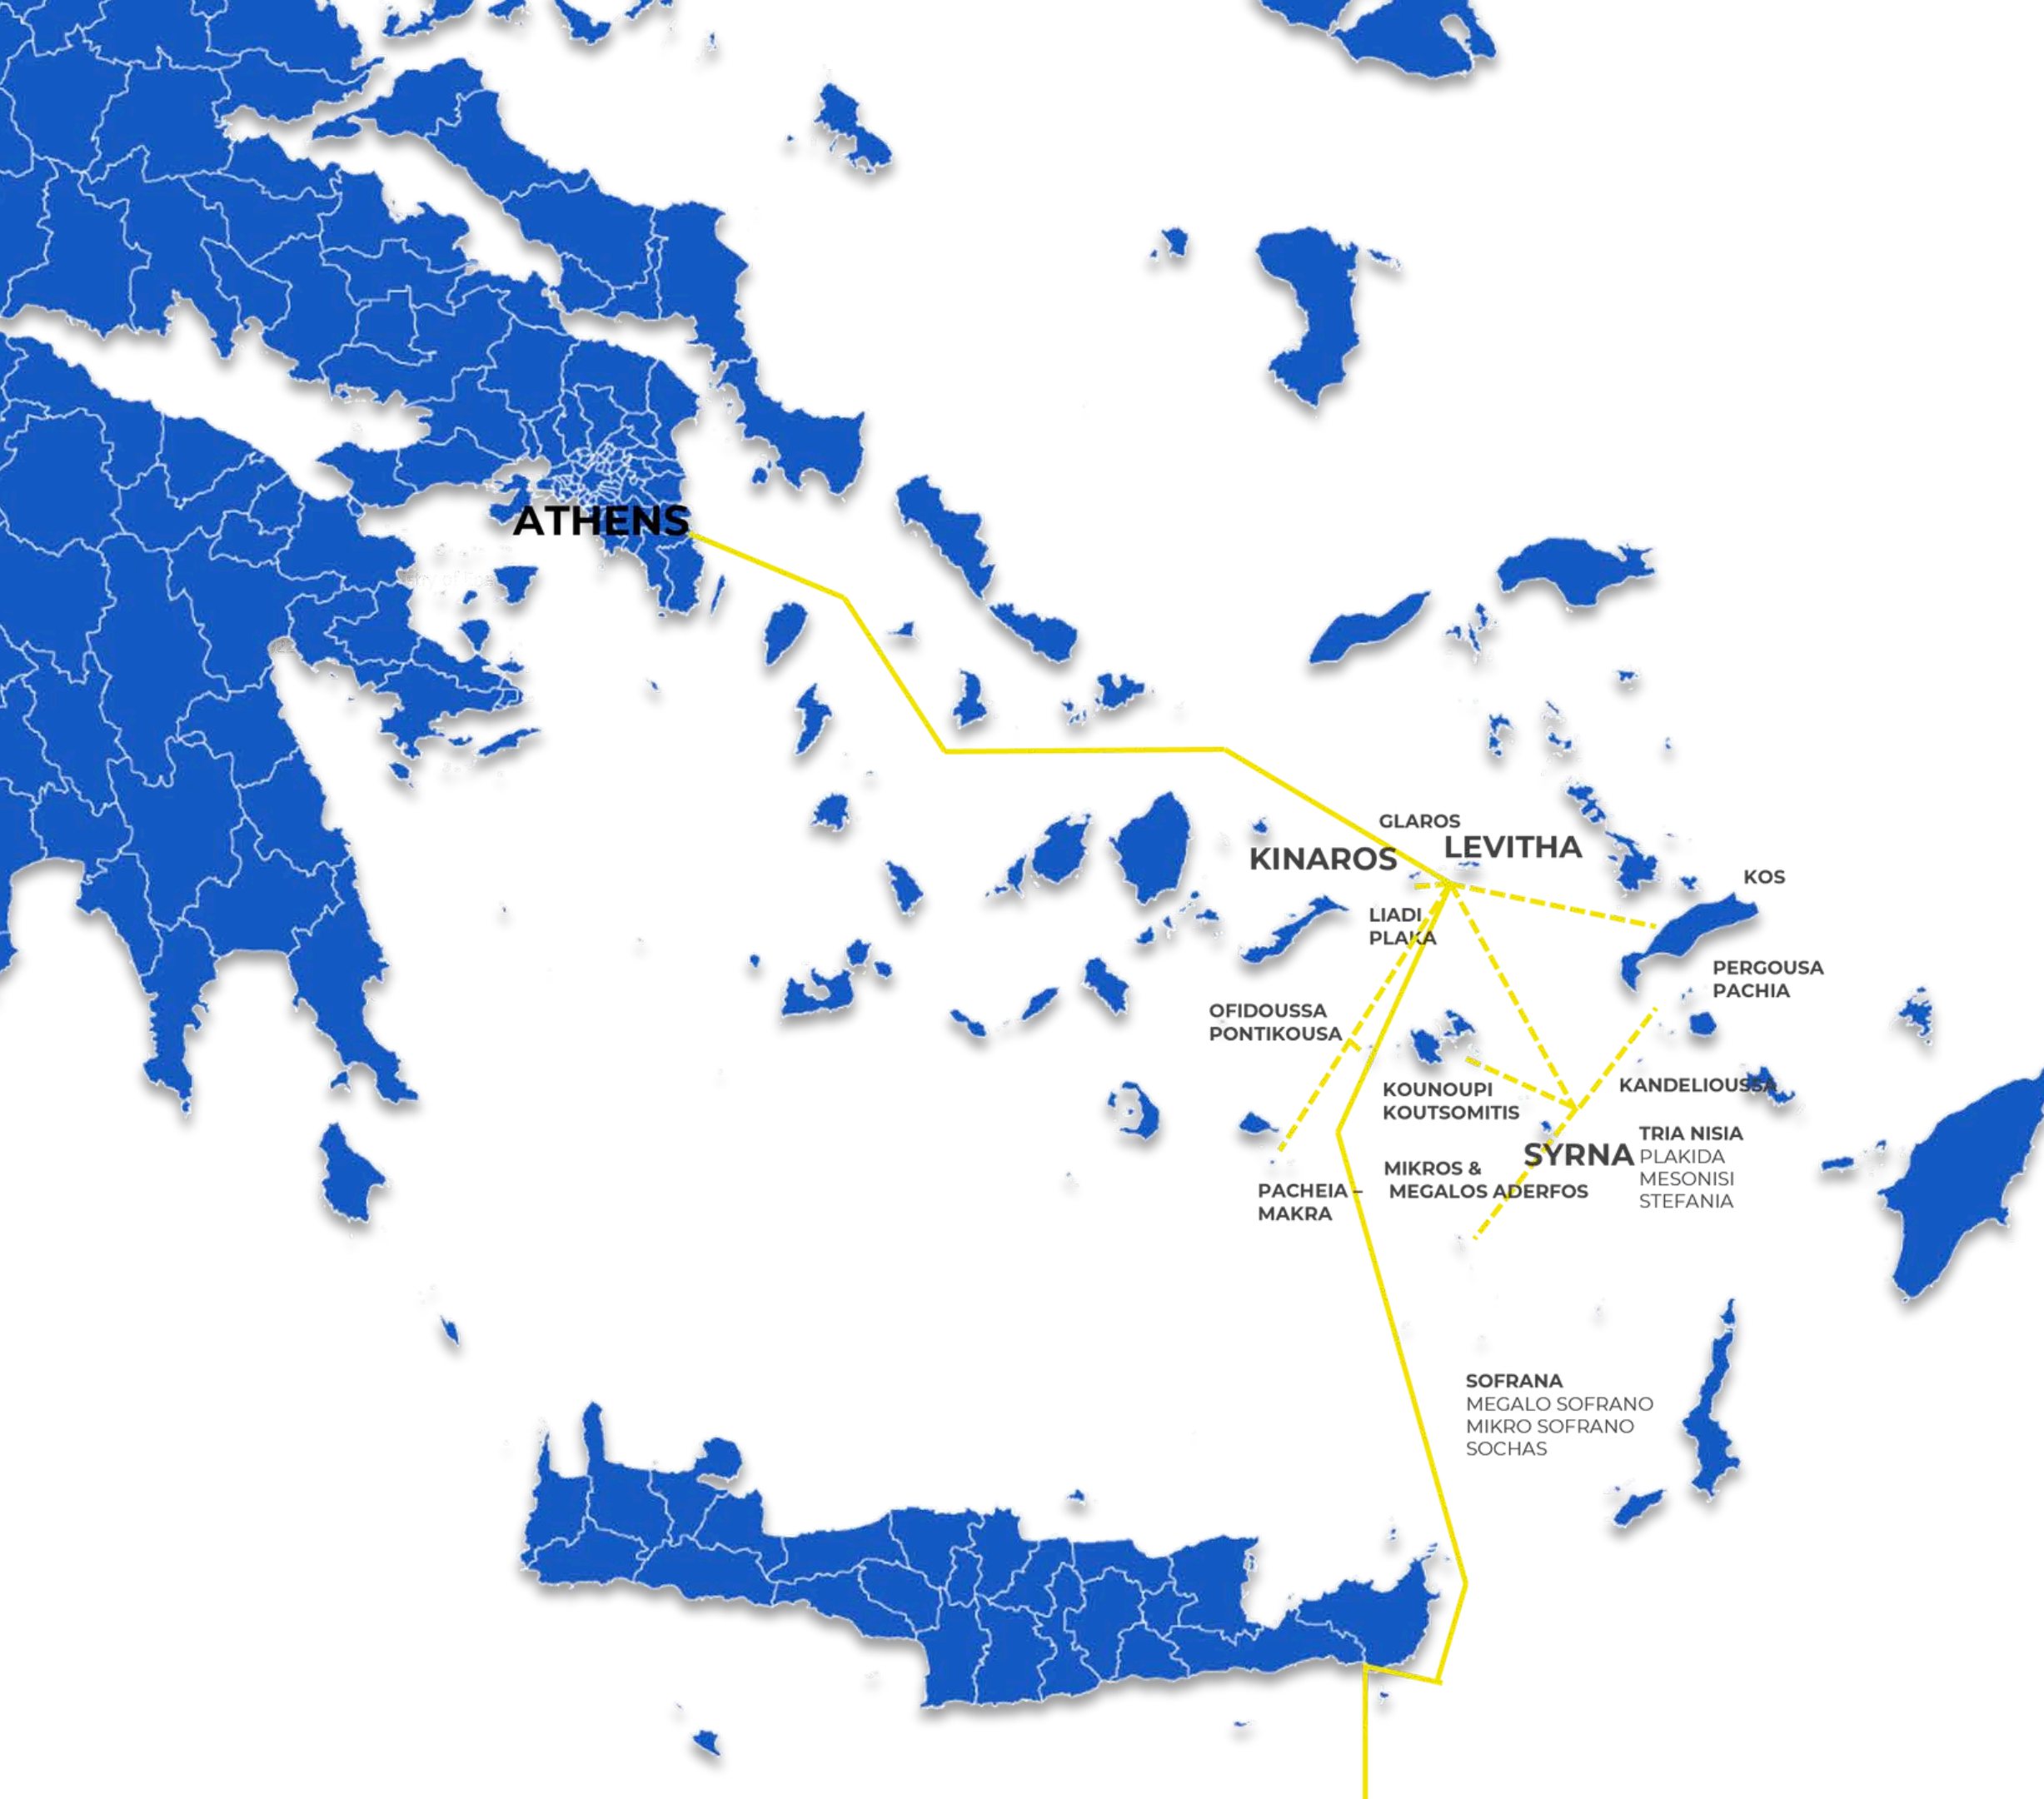 ATHENS
GLAROS
LEVITHA
KINAROS
KOS
LIADI
PLAKA
PERGOUSA
PACHIA
OFIDOUSSA
PONTIKOUSA
KANDELIOUSSA
KOUNOUPI
KOUTSOMITIS
TRIA NISIA
PLAKIDA
MESONISI
STEFANIA
SYRNA
MIKROS &
MEGALOS ADERFOS
PACHEIA –
MAKRA
SOFRANA
MEGALO SOFRANO
MIKRO SOFRANO
SOCHAS